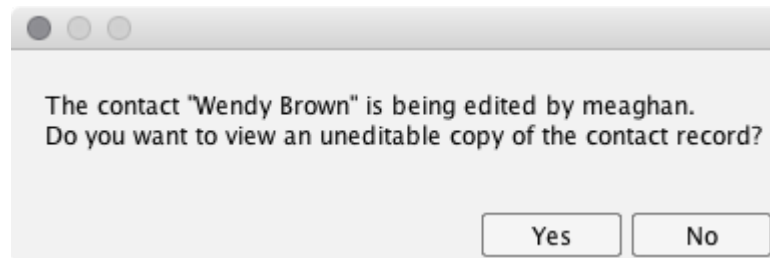 The contact "Wendy Brown" is being edited by meaghan.
Do you want to view an uneditable copy of the contact record?
Yes
No